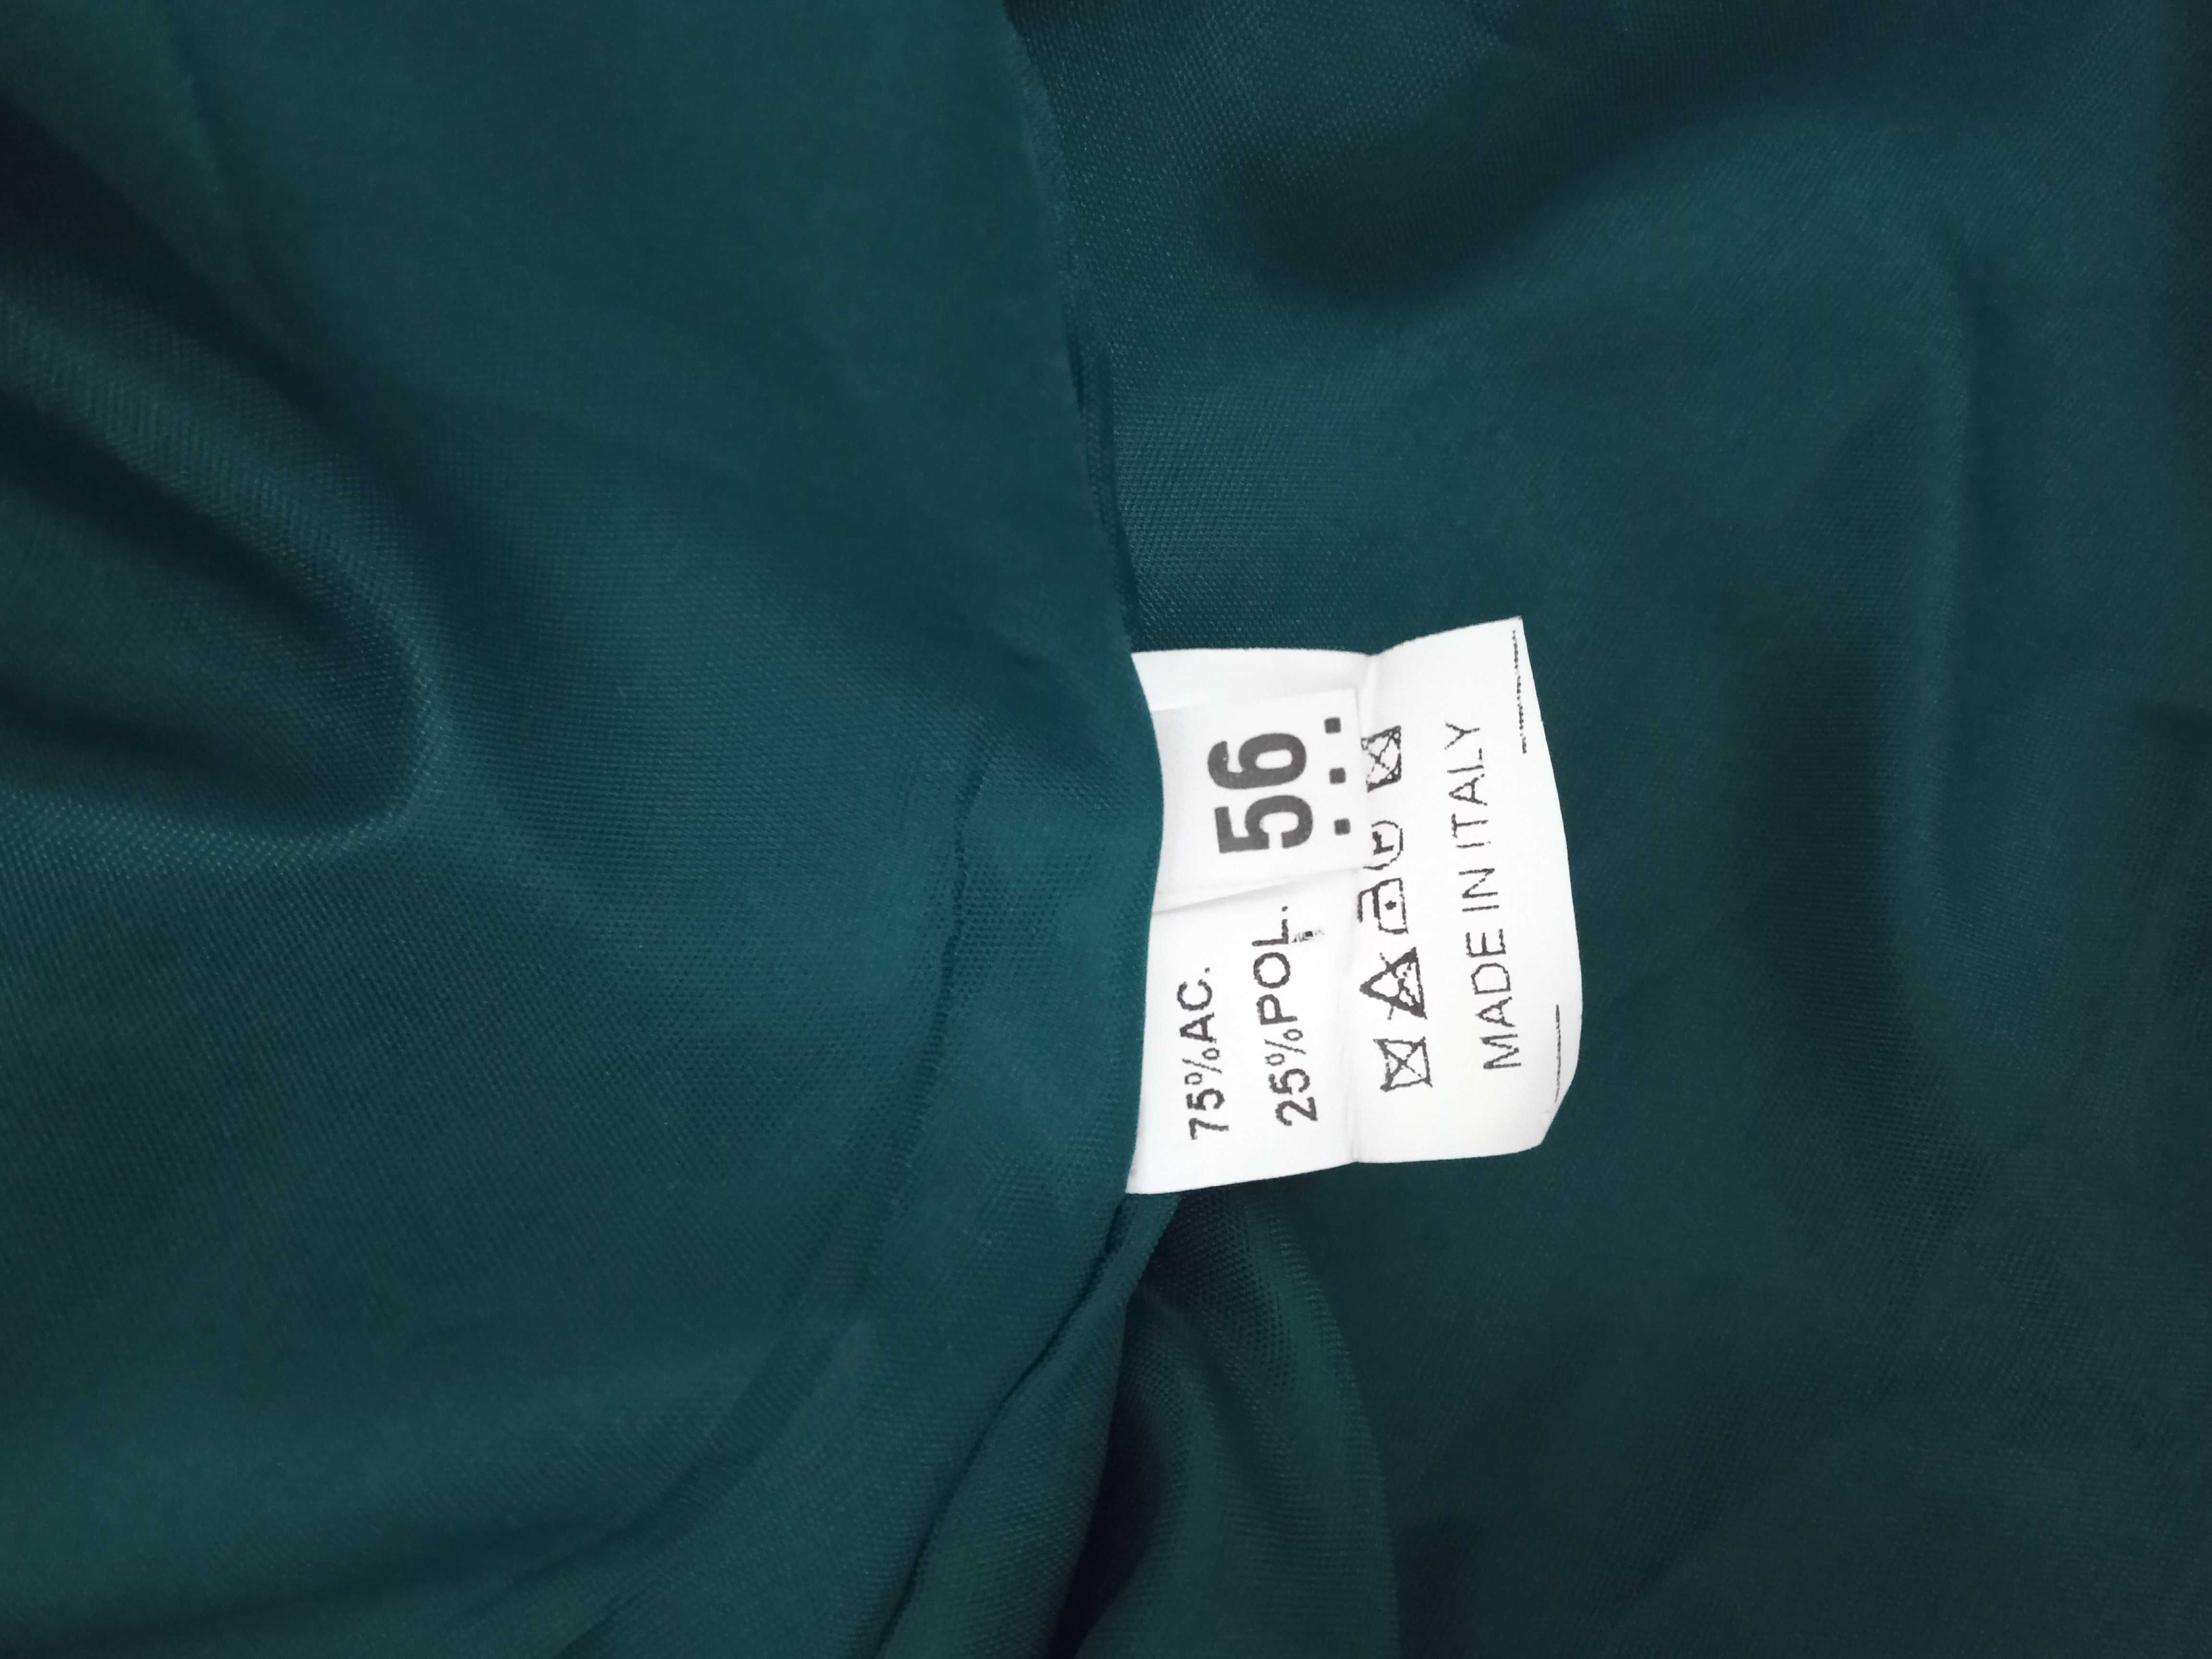 56
75%AC.
25%POL.
MADE IN ITALY